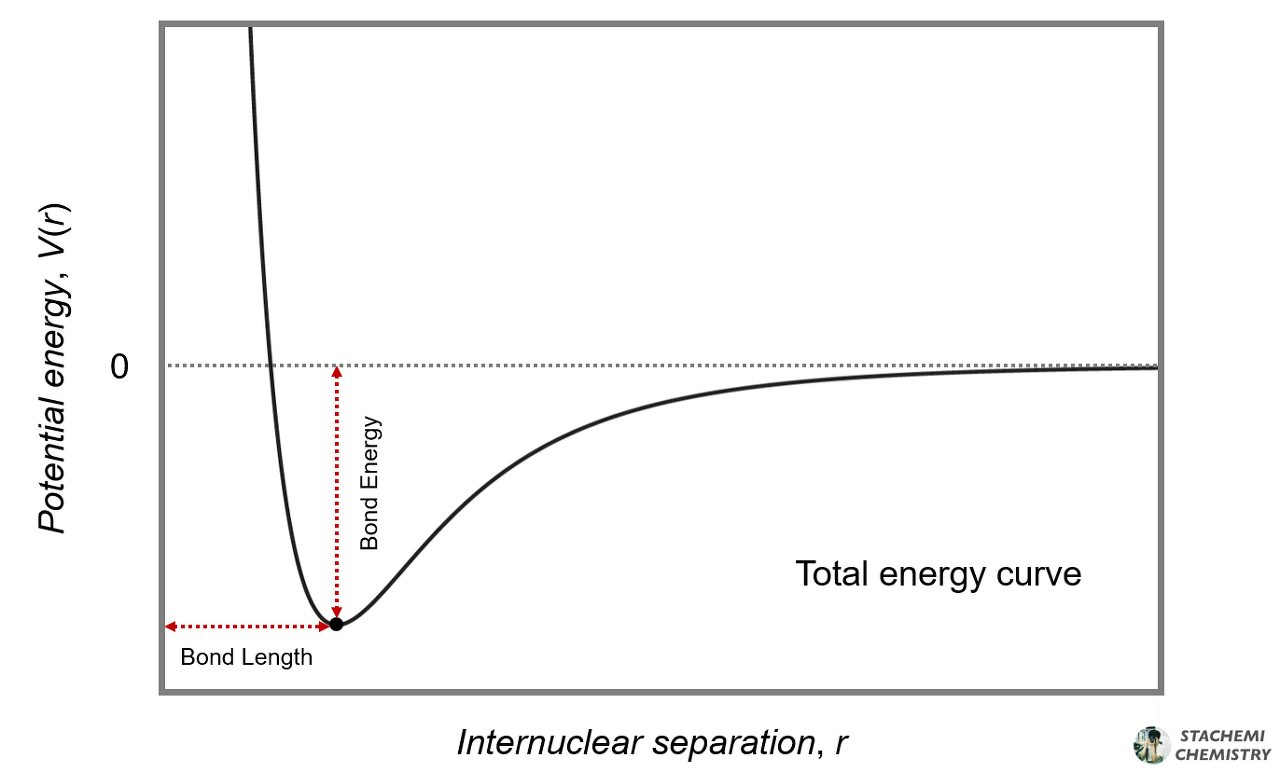 Potential energy, V(r)
0
Bond Energy
Total energy curve
Bond Length
Internuclear separation, r
STACHEMI
CHEMISTRY